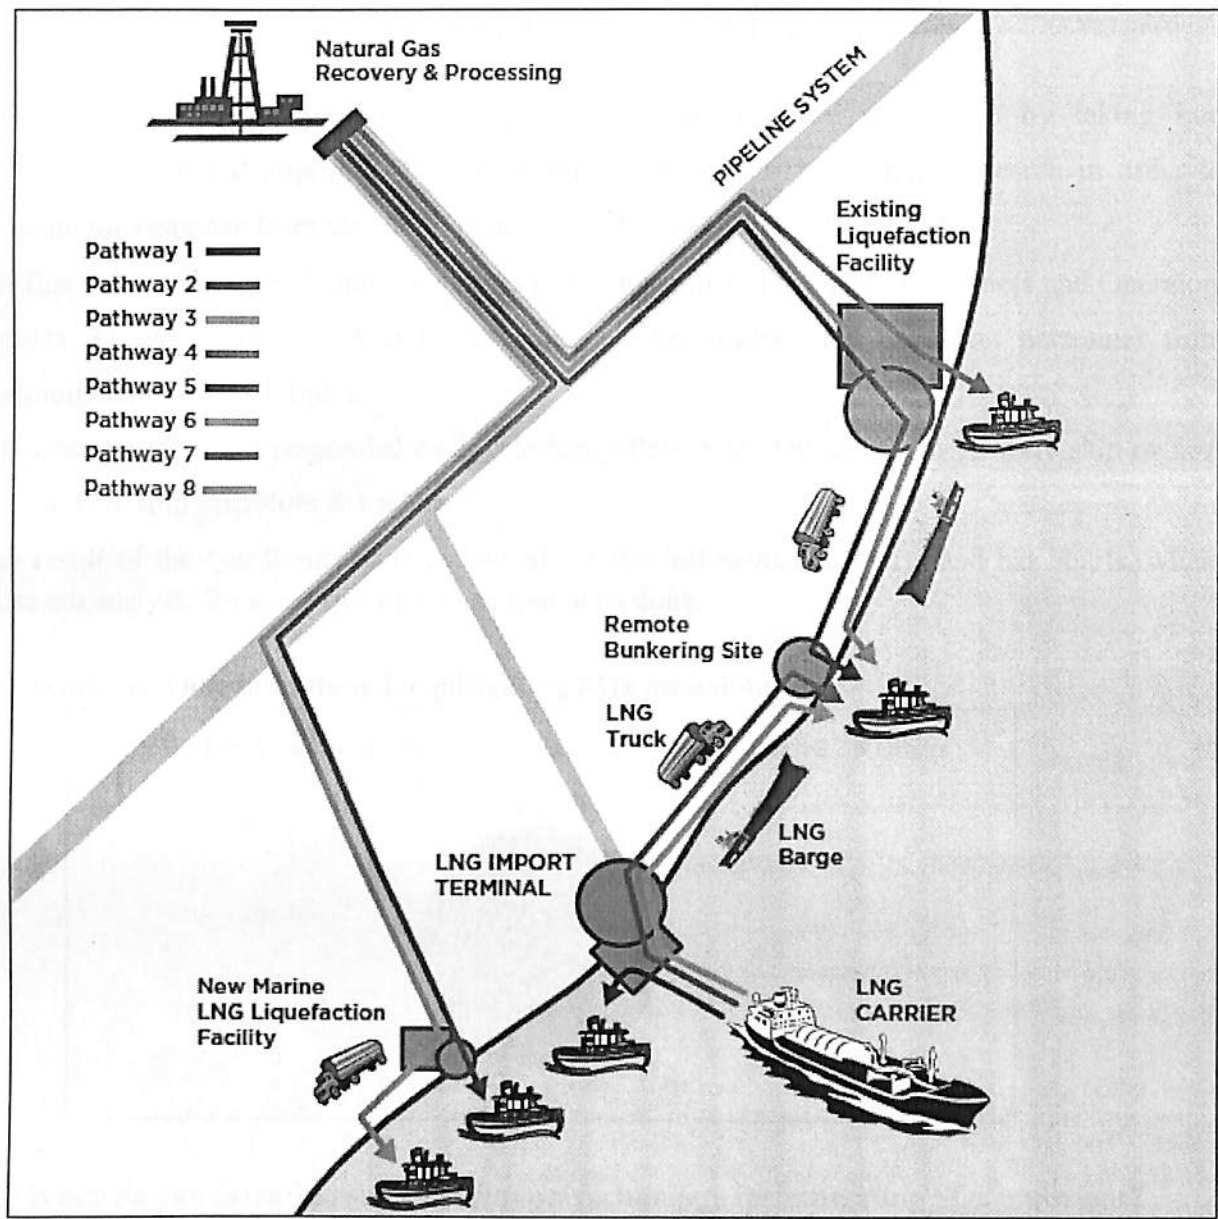 Natural Gas
Recovery & Processing
PIPELINE SYSTEM
Existing
Liquefaction
Facility
Pathway 1
Pathway 2
Pathway 3
Pathway 4
Pathway 5
Pathway 6
Pathway 7
Pathway 8
Remote
Bunkering Site
LNG
Truck
LNG
Barge
LNG IMPORT
TERMINAL
LNG
CARRIER
New Marine
LNG Liquefaction
Facility